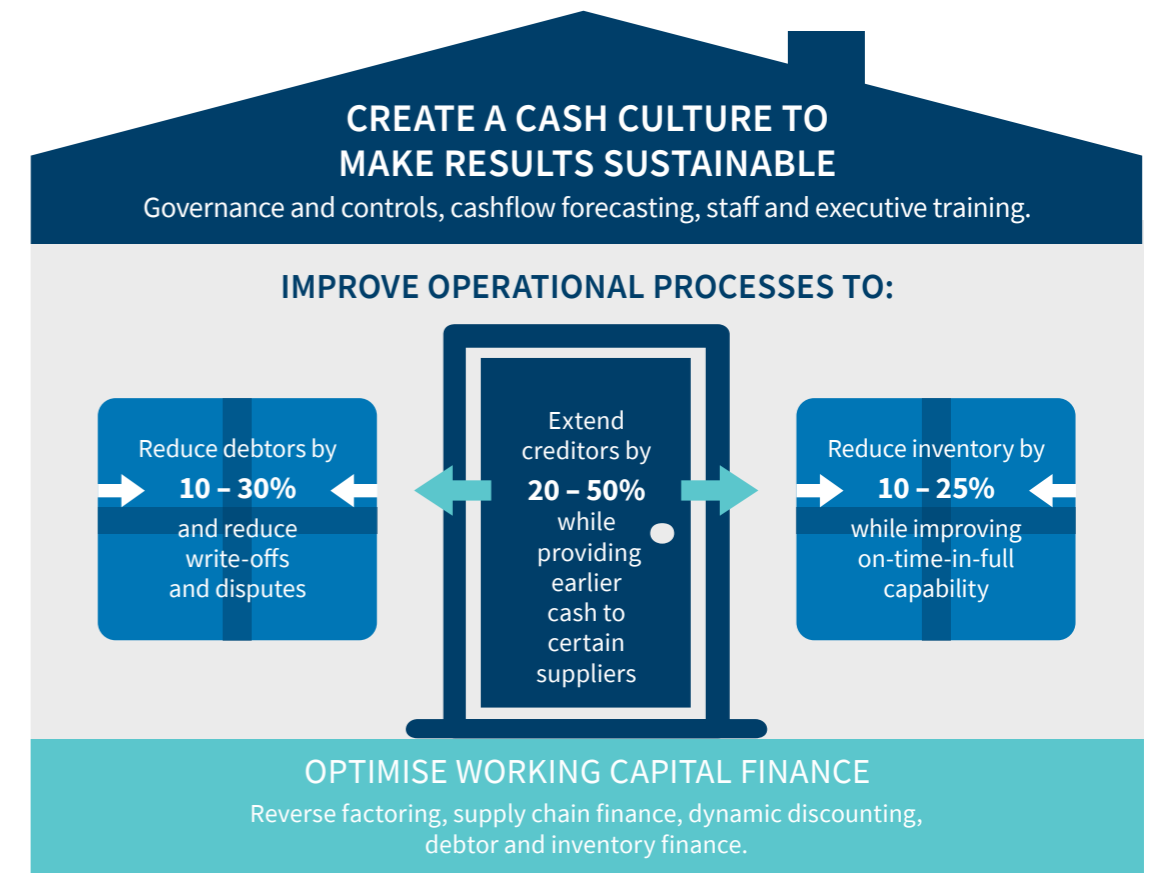 CREATE A CASH CULTURE TO
MAKE RESULTS SUSTAINABLE
Governance and controls, cashflow forecasting, staff and executive training.
IMPROVE OPERATIONAL PROCESSES TO:
Reduce debtors by
10 – 30%
and reduce
write-offs
and disputes
Extend
creditors by
20 – 50%
while
providing
earlier
cash to
certain
suppliers
Reduce inventory by
10 – 25%
while improving
on-time-in-full
capability
OPTIMISE WORKING CAPITAL FINANCE
Reverse factoring, supply chain finance, dynamic discounting,
debtor and inventory finance.